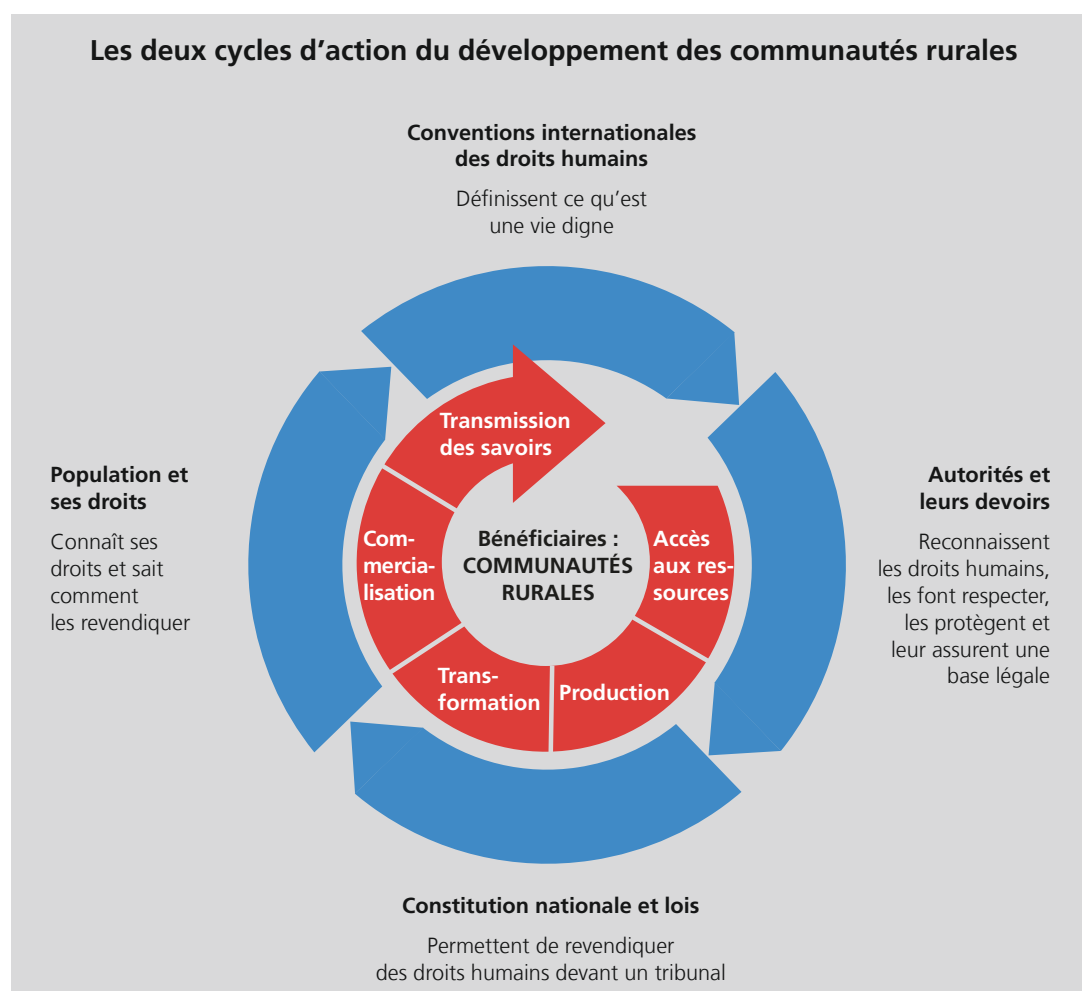 Les deux cycles d’action du développement des communautés rurales
Conventions internationales
des droits humains
Définissent ce qu’est
une vie digne
Transmission
des savoirs
Population et
ses droits
Connaît ses
droits et sait
comment
les revendiquer
Com-
mercia-
lisation
Bénéficiaires :
COMMUNAUTÉS
RURALES
Accès
aux res-
sources
Autorités et
leurs devoirs
Reconnaissent
les droits humains,
les font respecter,
les protègent et
leur assurent une
base légale
Trans-
formation
Production
Constitution nationale et lois
Permettent de revendiquer
des droits humains devant un tribunal